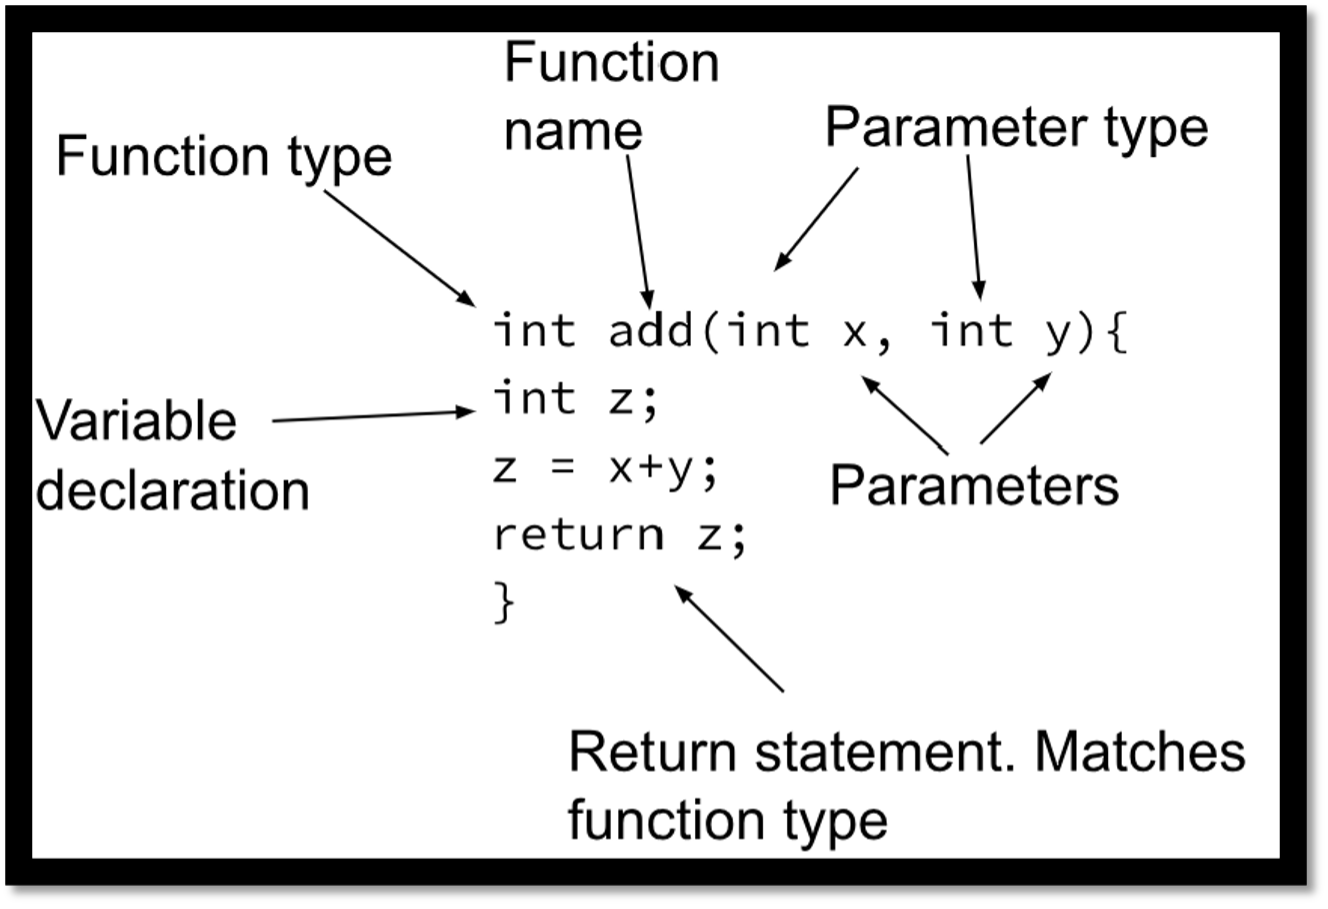 Function
name
Function type
Parameter type
int add(int x, int y){
int z;
z = x+y;
return z;
}
Variable
declaration
Parameters
Return statement. Matches
function type